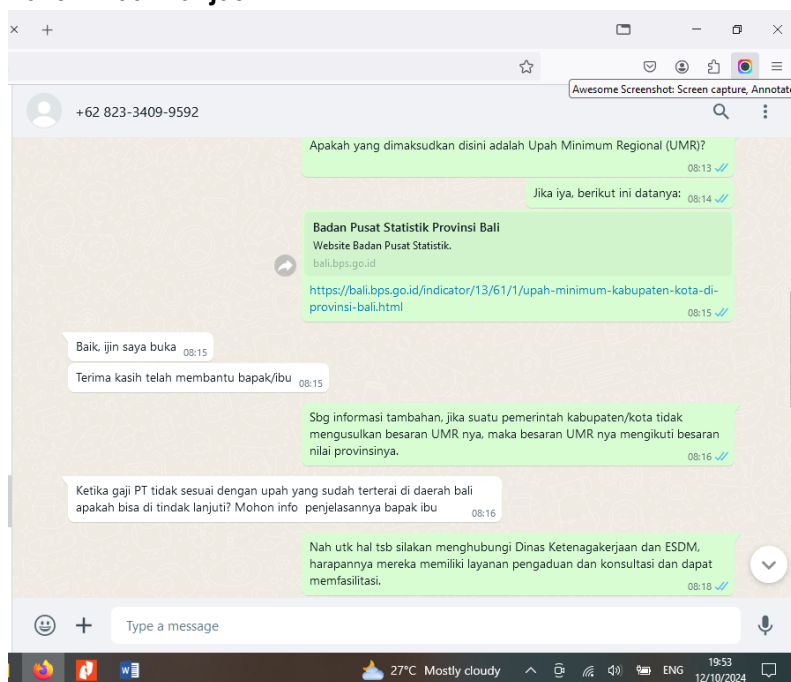 Awesome Screenshot: Screen capture, Annotate
+62 823-3409-9592
Apakah yang dimaksudkan disini adalah Upah Minimum Regional (UMR)?
08:13
Jika iya, berikut ini datanya: 08:14
Badan Pusat Statistik Provinsi Bali
Website Badan Pusat Statistik.
bali.bps.go.id
https://bali.bps.go.id/indicator/13/61/1/upah-minimum-kabupaten-kota-di-
provinsi-bali.html
08:15
Baik, ijin saya buka 08:15
Terima kasih telah membantu bapak/ibu 08:15
Sbg informasi tambahan, jika suatu pemerintah kabupaten/kota tidak
mengusulkan besaran UMR nya, maka besaran UMR nya mengikuti besaran
nilai provinsinya.
08:16
Ketika gaji PT tidak sesuai dengan upah yang sudah terterai di daerah bali
apakah bisa di tindak lanjuti? Mohon info penjelasannya bapak ibu 08:16
Nah utk hal tsb silakan menghubungi Dinas Ketenagakerjaan dan ESDM,
harapannya mereka memiliki layanan pengaduan dan konsultasi dan dapat
memfasilitasi.
08:18
Type a message
27°C Mostly cloudy ENG 19:53
12/10/2024